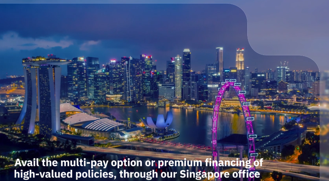 Avail the multi-pay option or premium financing of
high-valued policies, through our Singapore office